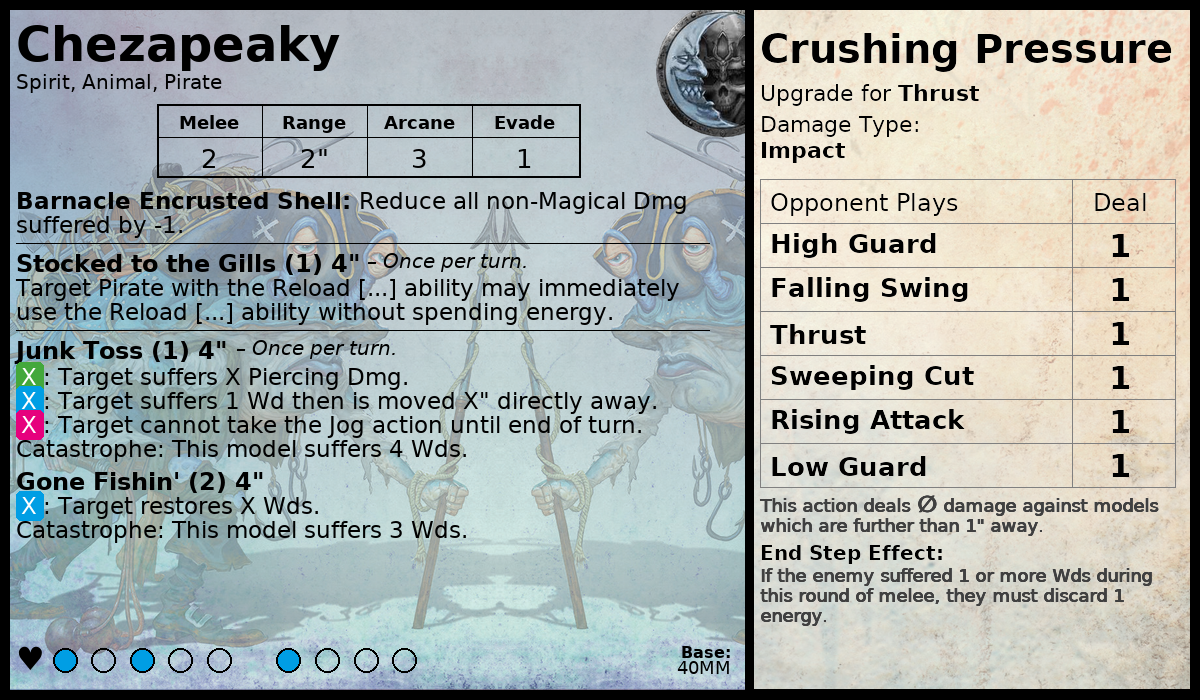 Chezapeaky
Spirit, Animal, Pirate
Melee Range Arcane Evade
2 2" 3 1
Barnacle Encrusted Shell: Reduce all non-Magical Dmg
suffered by -1.
Stocked to the Gills (1) 4" – Once per turn.
Target Pirate with the Reload [...] ability may immediately
use the Reload [...] ability without spending energy.
Junk Toss (1) 4" – Once per turn.
X: Target suffers X Piercing Dmg.
X: Target suffers 1 Wd then is moved X" directly away.
X: Target cannot take the Jog action until end of turn.
Catastrophe: This model suffers 4 Wds.
Gone Fishin' (2) 4"
X: Target restores X Wds.
Catastrophe: This model suffers 3 Wds.
Base:
40MM
Crushing Pressure
Upgrade for Thrust
Damage Type:
Impact
Opponent Plays Deal
High Guard 1
Falling Swing 1
Thrust 1
Sweeping Cut 1
Rising Attack 1
Low Guard 1
This action deals Ø damage against models
which are further than 1" away.
End Step Effect:
If the enemy suffered 1 or more Wds during
this round of melee, they must discard 1
energy.